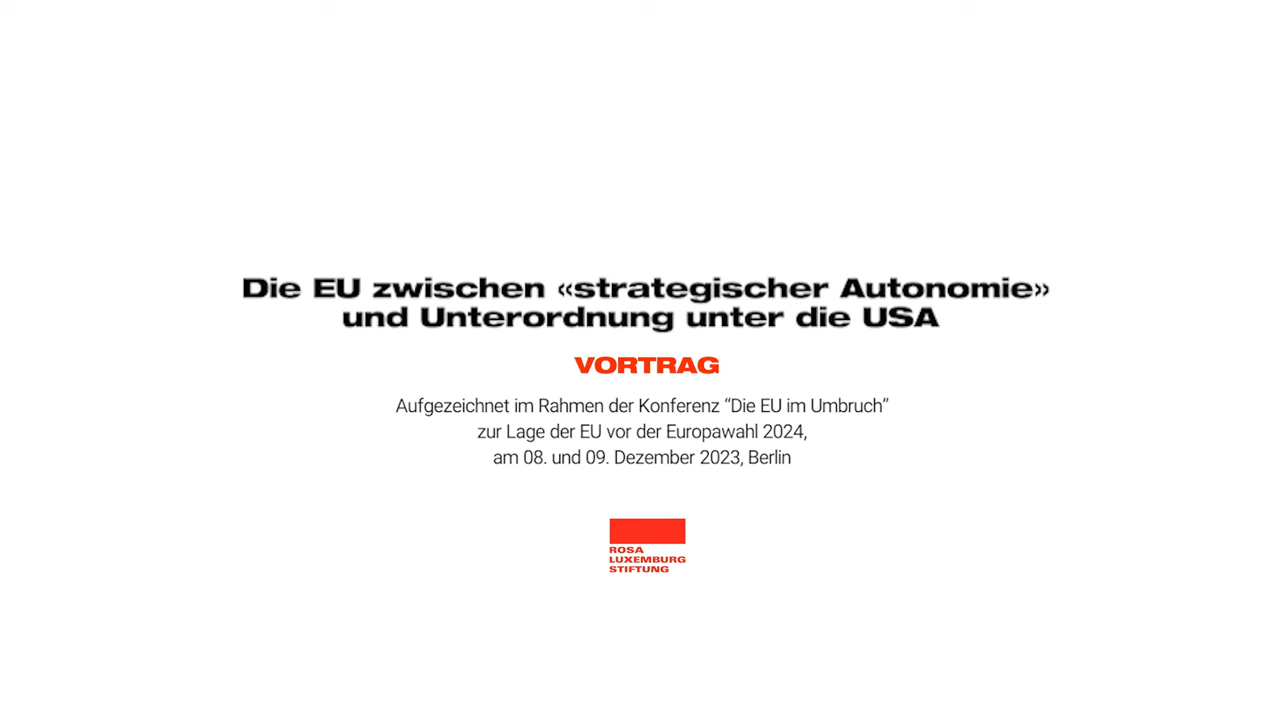 Die EU zwischen «strategischer Autonomie»
und Unterordnung unter die USA
VORTRAG
Aufgezeichnet im Rahmen der Konferenz “Die EU im Umbruch”
zur Lage der EU vor der Europawahl 2024,
am 08. und 09. Dezember 2023, Berlin
ROSA
LUXEMBURG
STIFTUNG